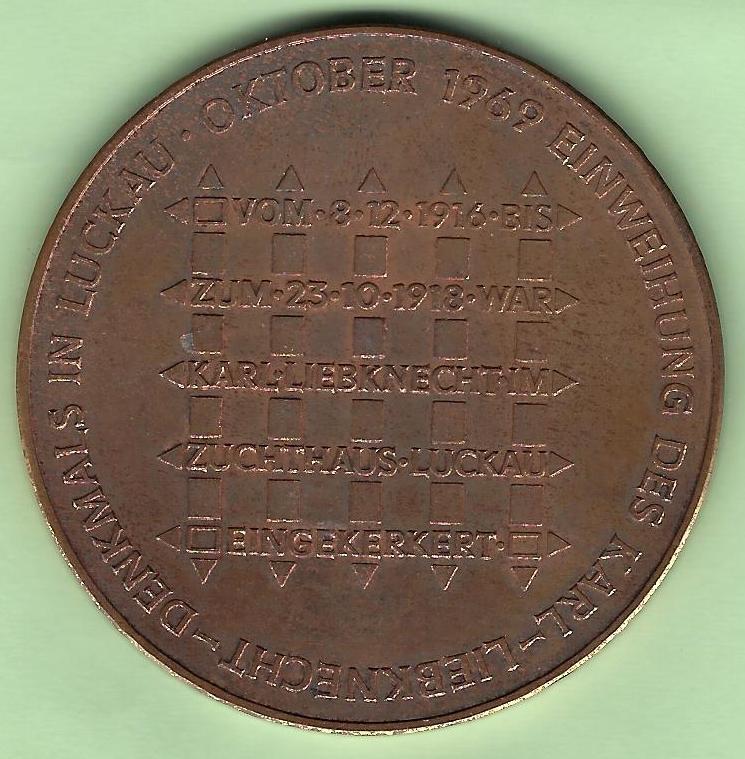 OKTOBER 1969 EINWEIHUNG DES KARL-LIEBKNECHT-DENKMALS IN LUCKAU ·
VOM·8·12·1916·BIS
ZUM·23·10·1918·WAR
KARL·LIEBKNECHT·IM
ZUCHTHAUS·LUCKAU
EINGEKERKERT·